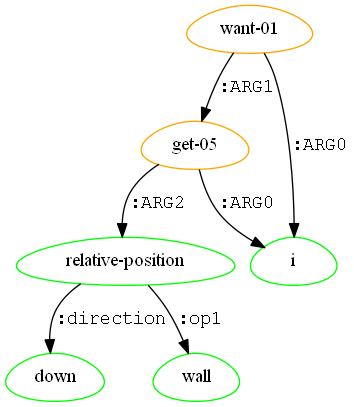 want-01
:ARG1
:ARG0
get-05
:ARG2 :ARG0
relative-position i
:direction :op1
down wall